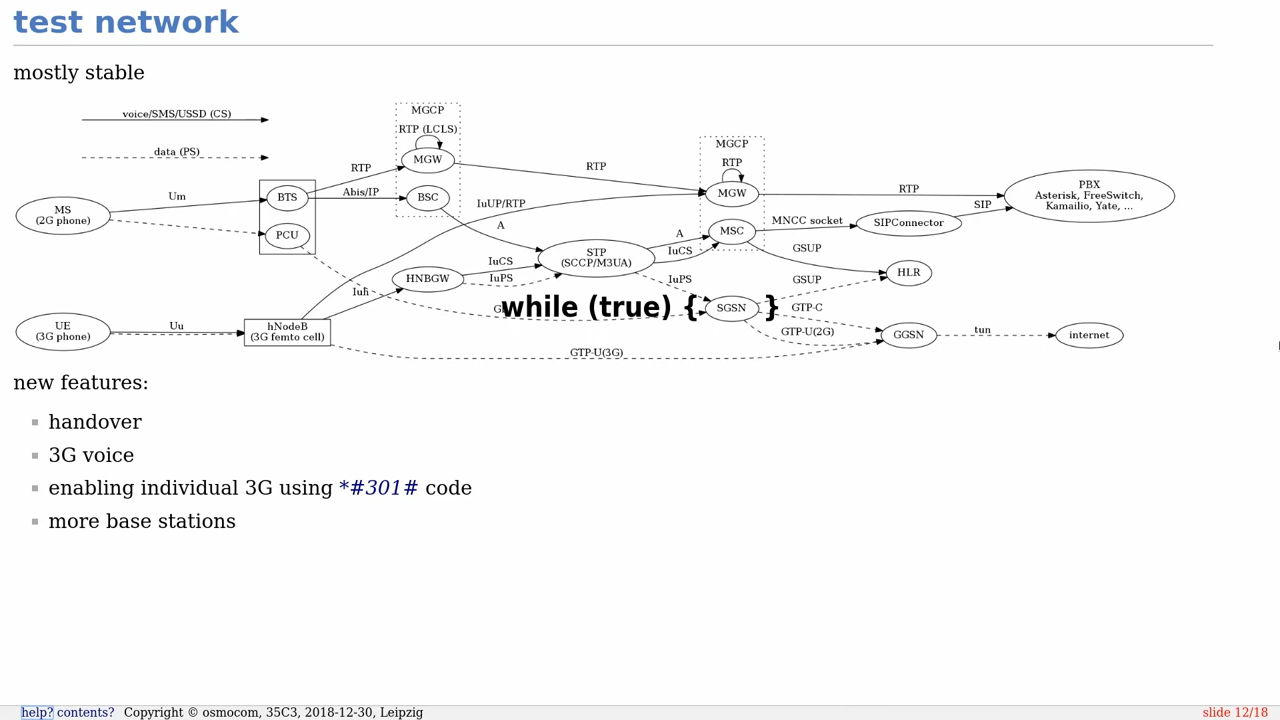 test network
mostly stable
voice/SMS/USSD (CS)
data (PS)
MGCP
RTP (LCLS)
MGW
BSC
RTP
Abis/IP
Um
MS
(2G phone)
BTS
PCU
RTP
MGCP
RTP
MGW
MSC
RTP
PBX
Asterisk, FreeSwitch,
Kamailio, Yate, ...
SIP
MNCC socket
SIPConnector
IuUP/RTP
A
STP
(SCCP/M3UA)
A
IuCS
IuCS
IuPS
HNBGW
Iuh
IuPS
GSUP
GSUP
HLR
while (true) { }
SGSN
GTP-C
GTP-U(2G)
GGSN
tun
internet
UE
(3G phone)
Uu
hNodeB
(3G femto cell)
GTP-U(3G)
new features:
handover
3G voice
enabling individual 3G using *#301# code
more base stations
help? contents? Copyright © osmocom, 35C3, 2018-12-30, Leipzig
slide 12/18